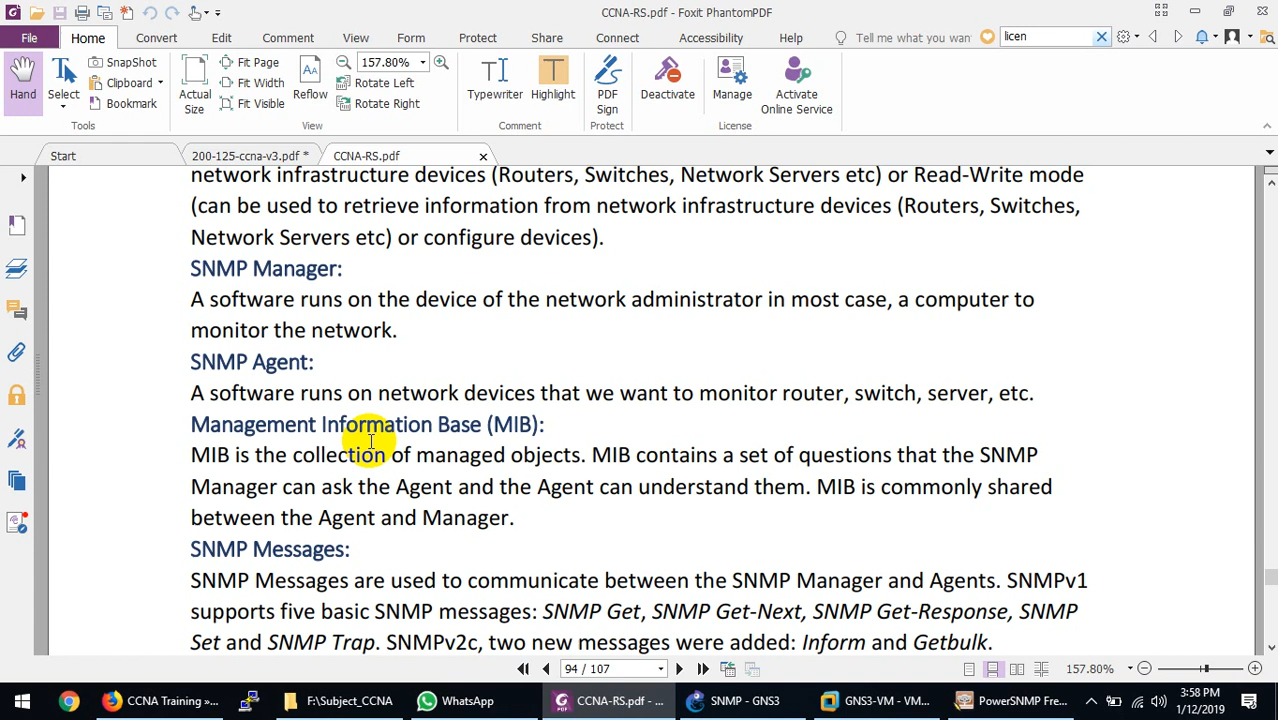 CCNA-RS.pdf - Foxit PhantomPDF
File Home Convert Edit Comment View Form Protect Share Connect Accessibility Help Tell me what you want... licen
Hand
Select
SnapShot
Clipboard
Bookmark
Tools
Actual Size
Fit Page
Fit Width
Fit Visible
Reflow
157.80%
Rotate Left
Rotate Right
View
Typewriter
Highlight
Comment
PDF Sign
Protect
Deactivate
Manage
Activate Online Service
License
Start 200-125-ccna-v3.pdf * CCNA-RS.pdf
network infrastructure devices (Routers, Switches, Network Servers etc) or Read-Write mode
(can be used to retrieve information from network infrastructure devices (Routers, Switches,
Network Servers etc) or configure devices).
SNMP Manager:
A software runs on the device of the network administrator in most case, a computer to
monitor the network.
SNMP Agent:
A software runs on network devices that we want to monitor router, switch, server, etc.
Management Information Base (MIB):
MIB is the collection of managed objects. MIB contains a set of questions that the SNMP
Manager can ask the Agent and the Agent can understand them. MIB is commonly shared
between the Agent and Manager.
SNMP Messages:
SNMP Messages are used to communicate between the SNMP Manager and Agents. SNMPv1
supports five basic SNMP messages: SNMP Get, SNMP Get-Next, SNMP Get-Response, SNMP
Set and SNMP Trap. SNMPv2c, two new messages were added: Inform and Getbulk.
94 / 107 157.80%
CCNA Training »... F:\Subject_CCNA WhatsApp CCNA-RS.pdf - ... SNMP - GNS3 GNS3-VM - VM... PowerSNMP Fre... 3:58 PM
1/12/2019